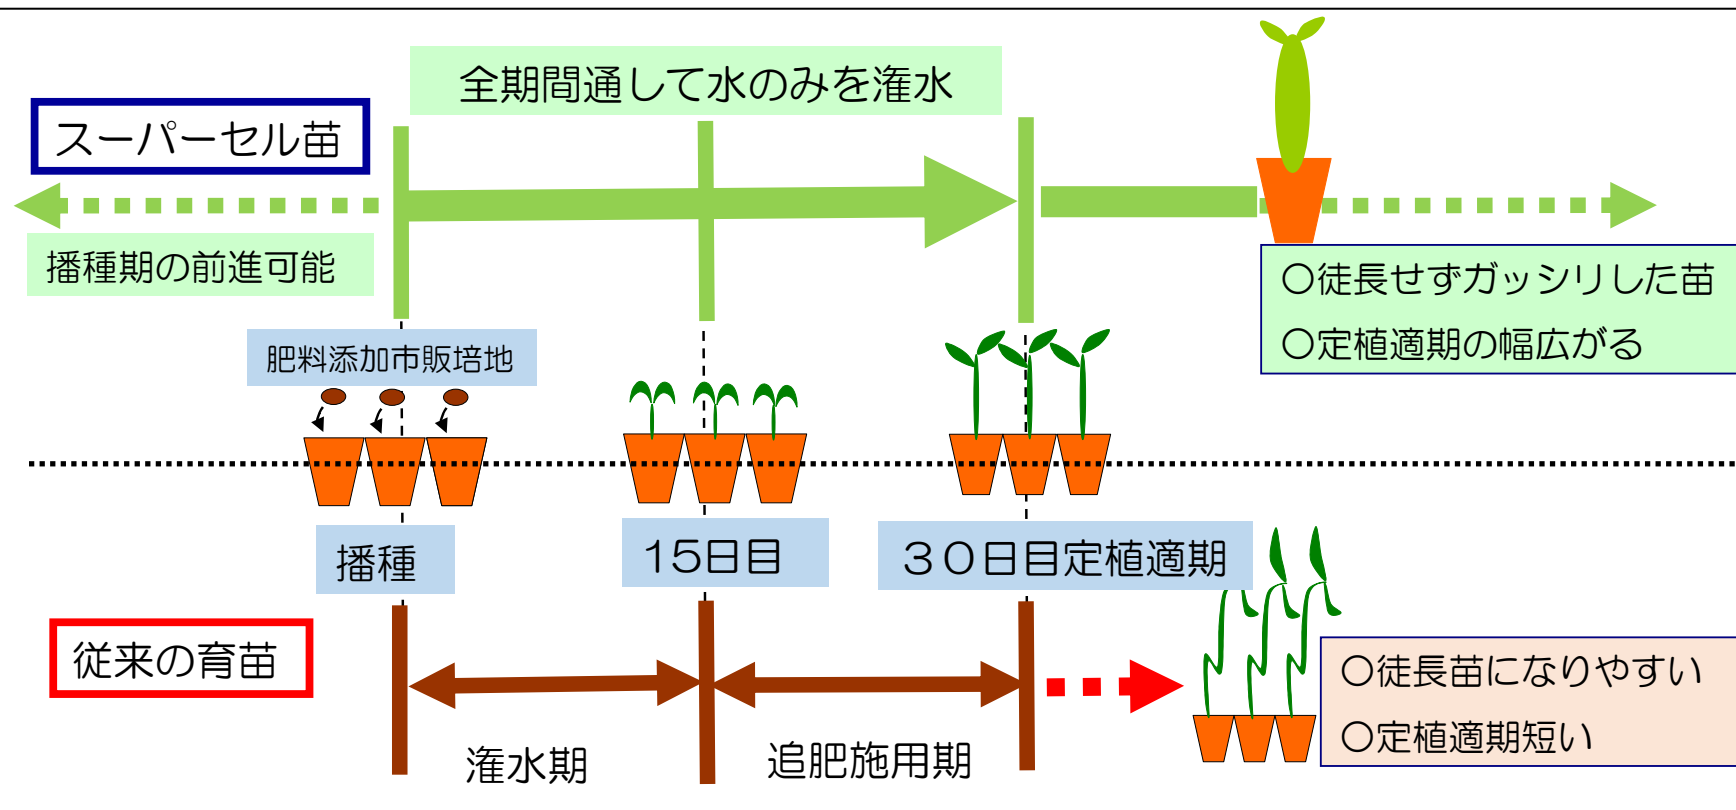 全期間通して水のみを潅水
スーパーセル苗
播種期の前進可能
〇徒長せずガッシリした苗
〇定植適期の幅広がる
肥料添加市販培地
播種
15日目
３０日目定植適期
従来の育苗
〇徒長苗になりやすい
〇定植適期短い
潅水期
追肥施用期